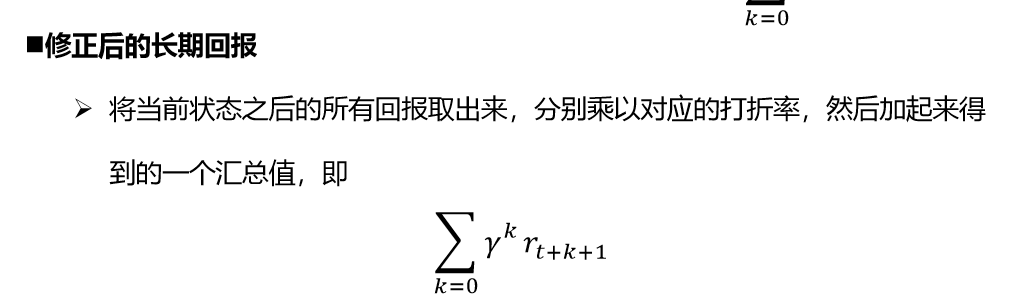 k=0
■修正后的长期回报
➢ 将当前状态之后的所有回报取出来，分别乘以对应的打折率，然后加起来得
到的一个汇总值，即
∑_{k=0} γ^k r_{t+k+1}